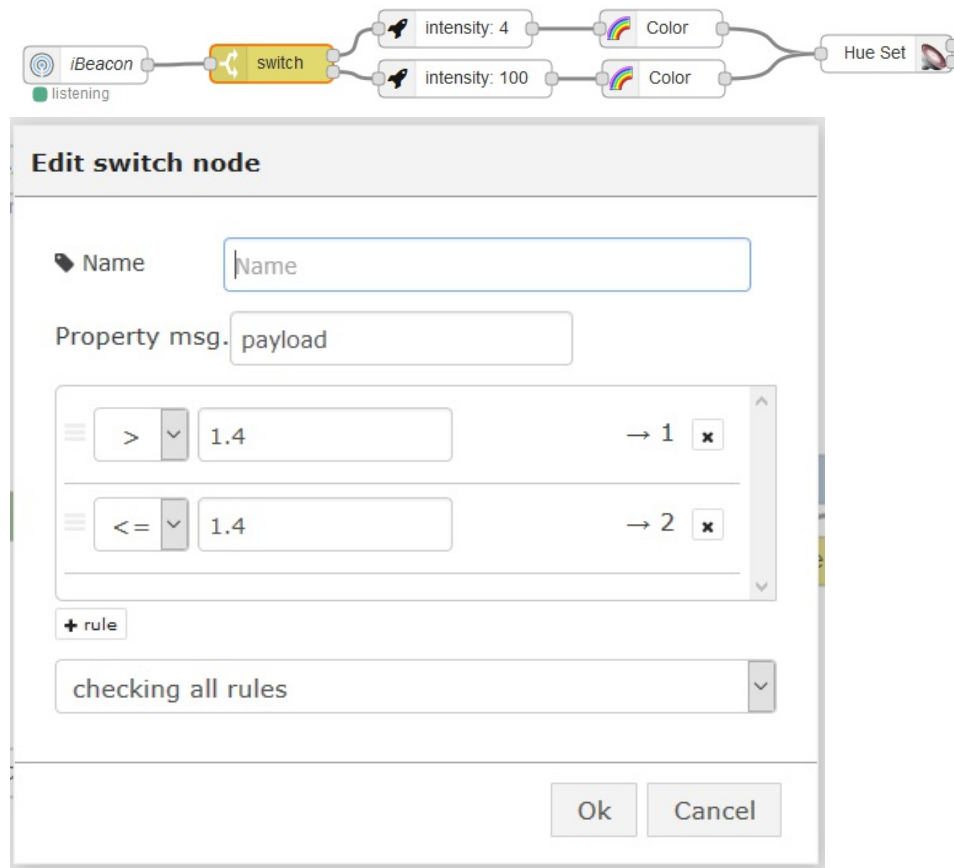 intensity: 4
Color
iBeacon
switch
Hue Set
listening
intensity: 100
Color
Edit switch node
Name
Name
Property msg.
payload
>
1.4
→ 1
x
<=
1.4
→ 2
x
+ rule
checking all rules
Ok
Cancel